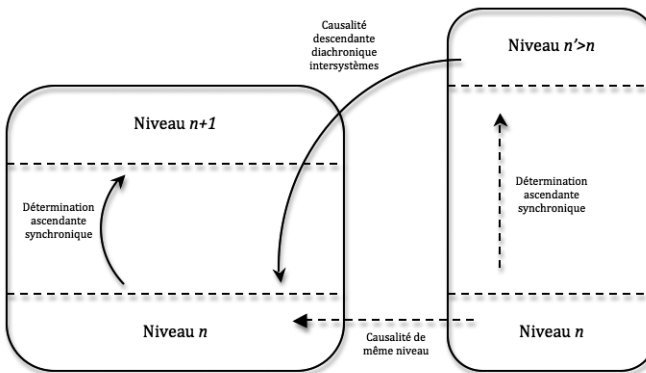 Causalité
descendante
diachronique
intersystèmes
Niveau n'>n
Niveau n+1
Détermination
ascendante
synchronique
Détermination
ascendante
synchronique
Niveau n
Causalité de
même niveau
Niveau n